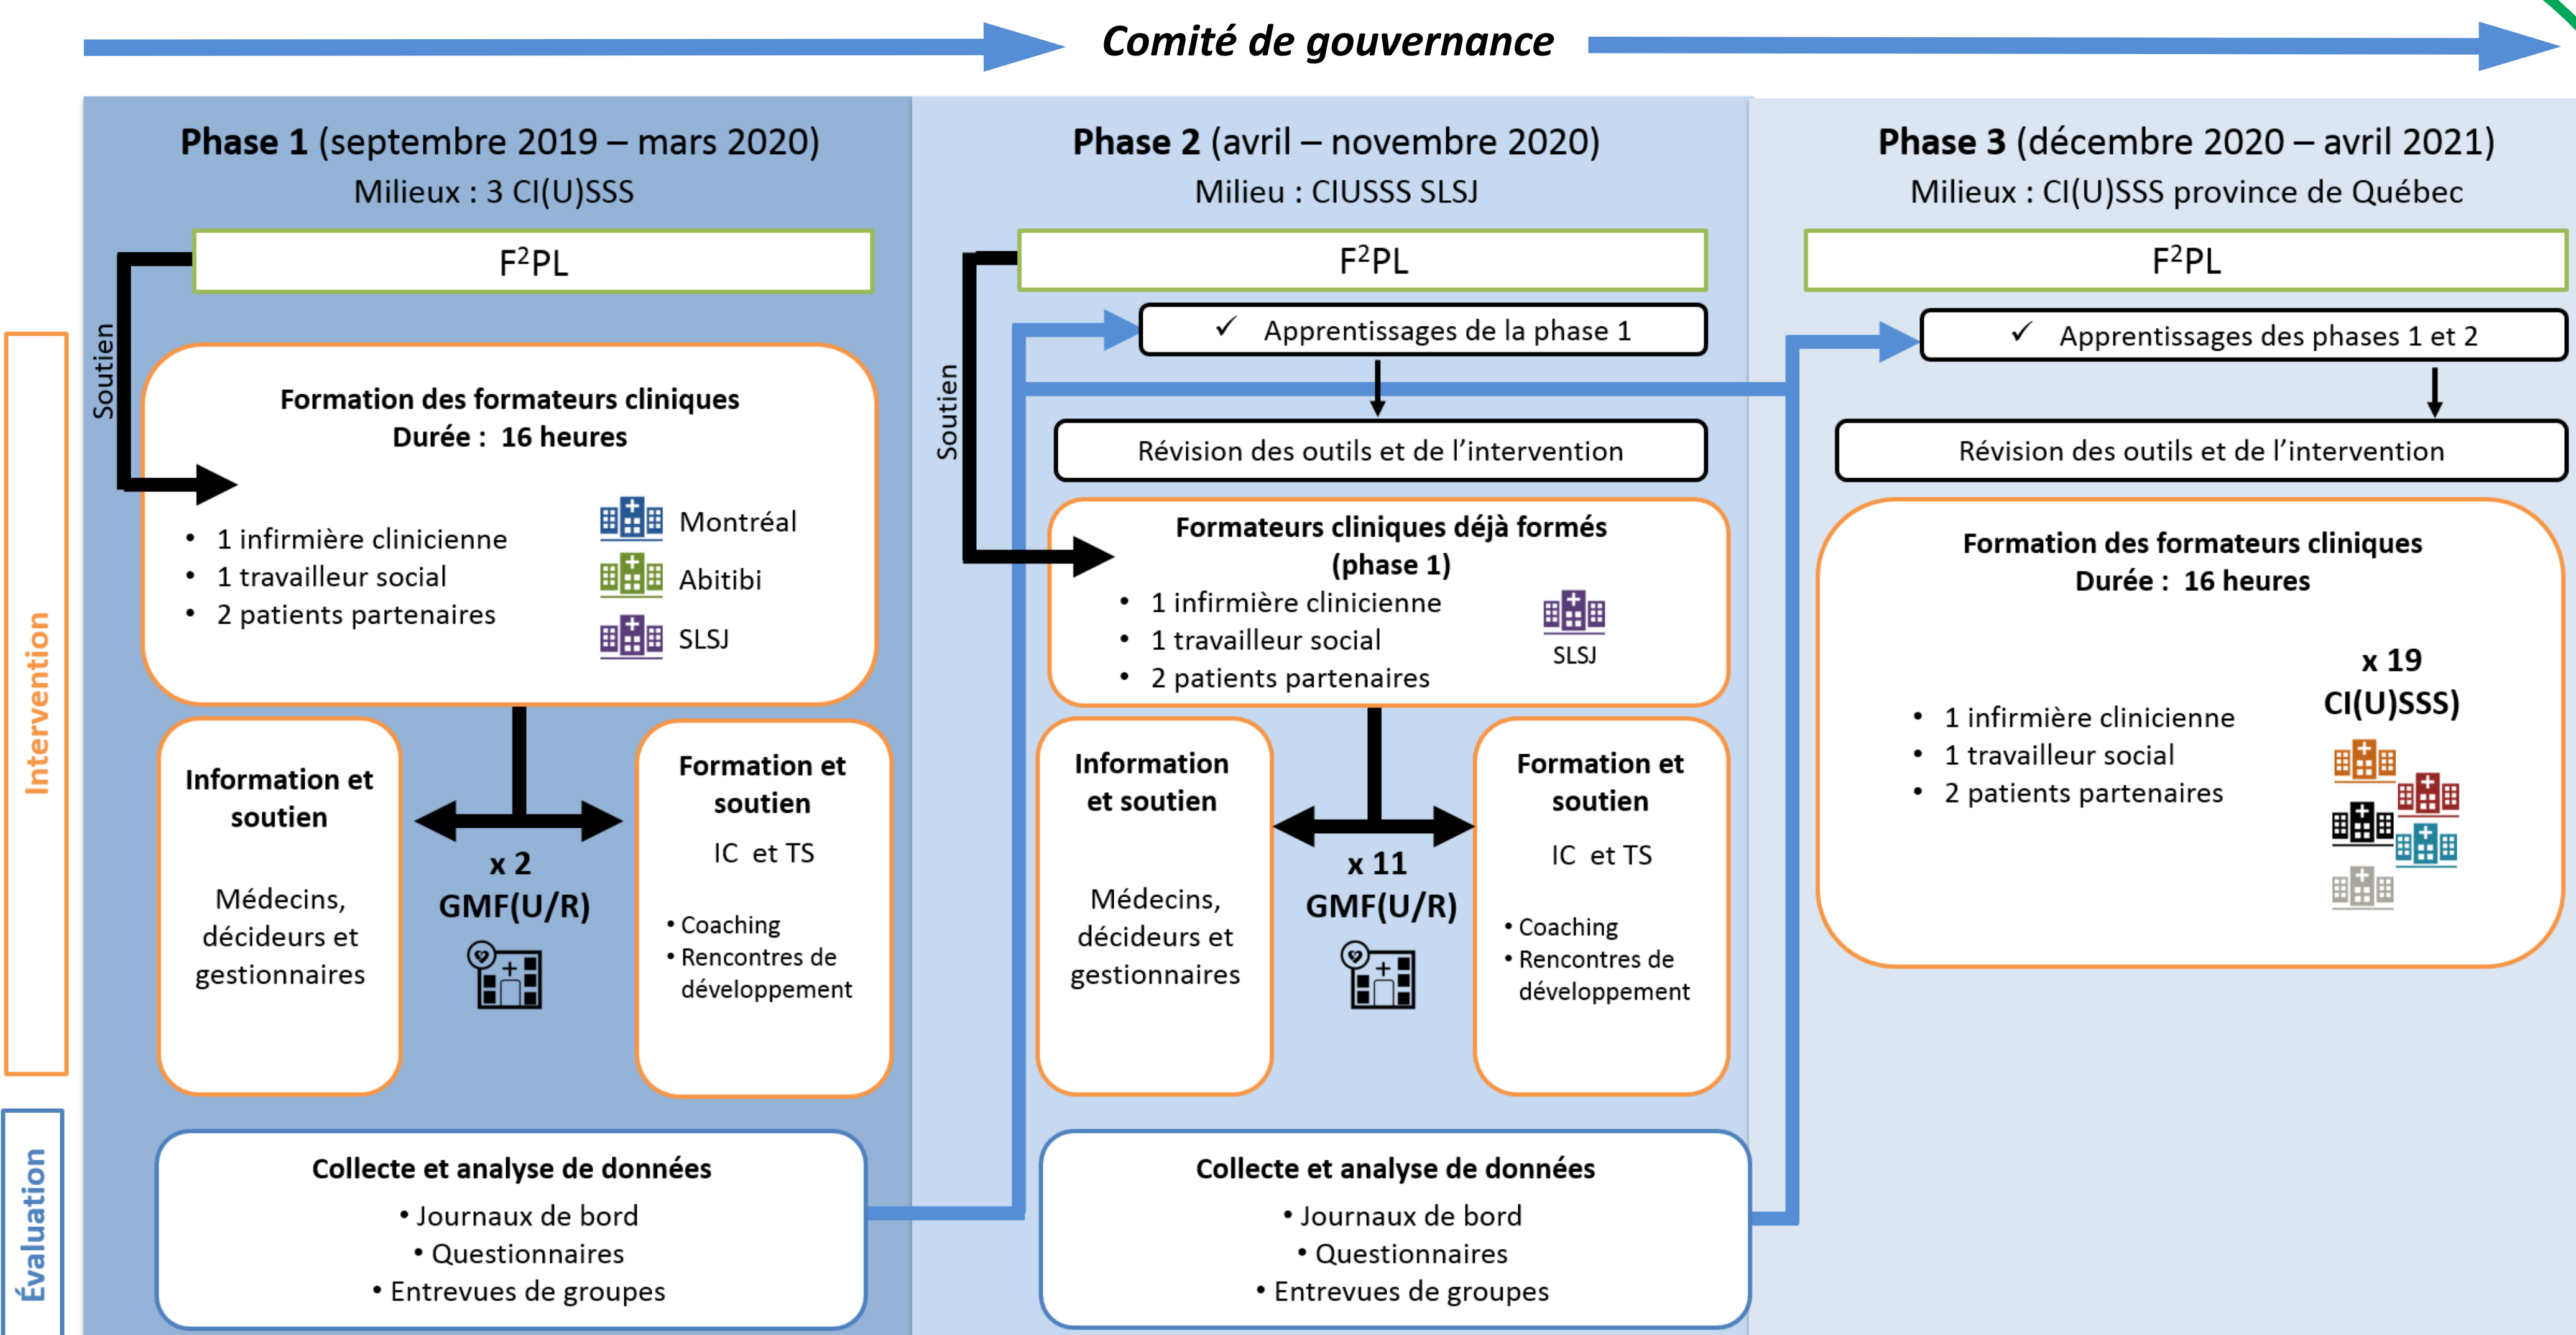 Comité de gouvernance
Phase 1 (septembre 2019 – mars 2020)
Milieux : 3 CI(U)SSS
F²PL
Soutien
Formation des formateurs cliniques
Durée : 16 heures
• 1 infirmière clinicienne
• 1 travailleur social
• 2 patients partenaires
Montréal
Abitibi
SLSJ
Information et
soutien
Médecins,
décideurs et
gestionnaires
x 2
GMF(U/R)
Formation et
soutien
IC et TS
• Coaching
• Rencontres de
développement
Collecte et analyse de données
• Journaux de bord
• Questionnaires
• Entrevues de groupes
Phase 2 (avril – novembre 2020)
Milieu : CIUSSS SLSJ
F²PL
Soutien
✓ Apprentissages de la phase 1
Révision des outils et de l’intervention
Formateurs cliniques déjà formés
(phase 1)
• 1 infirmière clinicienne
• 1 travailleur social
• 2 patients partenaires
SLSJ
Information
et soutien
Médecins,
décideurs et
gestionnaires
x 11
GMF(U/R)
Formation et
soutien
IC et TS
• Coaching
• Rencontres de
développement
Collecte et analyse de données
• Journaux de bord
• Questionnaires
• Entrevues de groupes
Phase 3 (décembre 2020 – avril 2021)
Milieux : CI(U)SSS province de Québec
F²PL
✓ Apprentissages des phases 1 et 2
Révision des outils et de l’intervention
Formation des formateurs cliniques
Durée : 16 heures
• 1 infirmière clinicienne
• 1 travailleur social
• 2 patients partenaires
x 19
CI(U)SSS)
Intervention
Évaluation